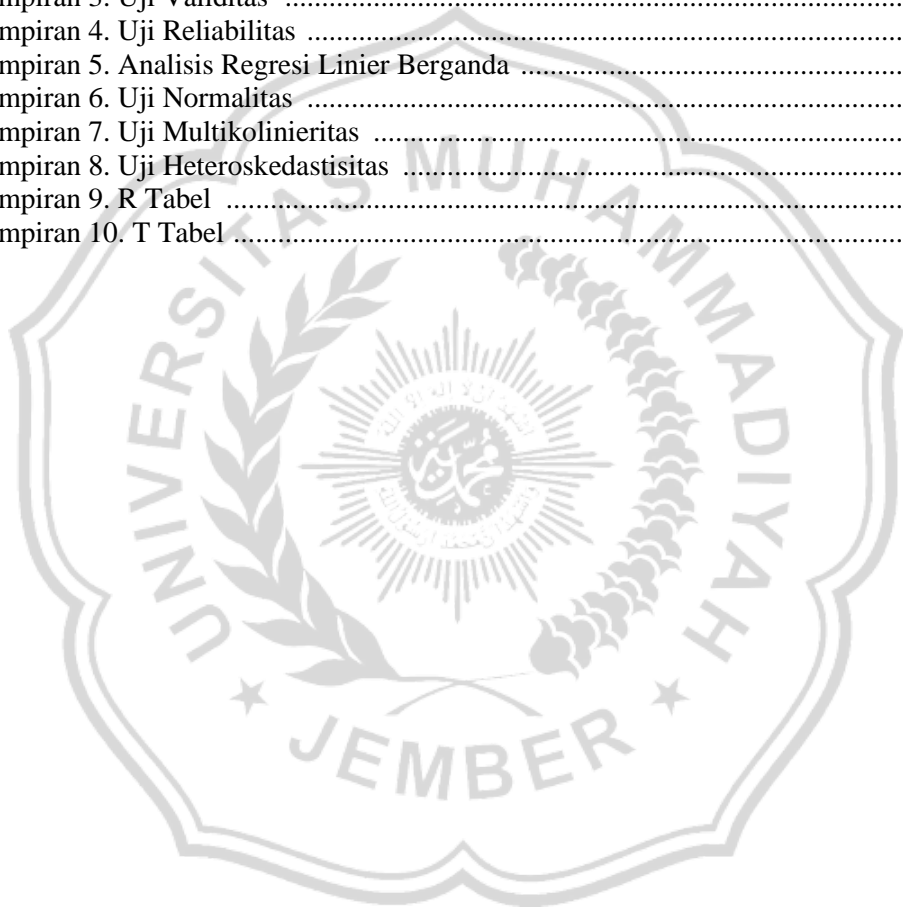 mpiran 3. Uji Validitas ........................................................................................
mpiran 4. Uji Reliabilitas .....................................................................................
mpiran 5. Analisis Regresi Linier Berganda ......................................................
mpiran 6. Uji Normalitas .....................................................................................
mpiran 7. Uji Multikolinieritas ...........................................................................
mpiran 8. Uji Heteroskedastisitas ......................................................................
mpiran 9. R Tabel .................................................................................................
mpiran 10. T Tabel ...............................................................................................
UNIVERSITAS MUHAMMADIYAH
JEMBER